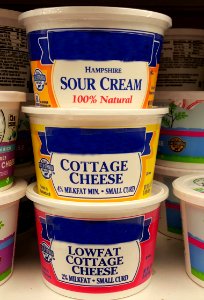 HAMPSHIRE
SOUR CREAM
100% Natural
COTTAGE
CHEESE
4% MILKFAT MIN. • SMALL CURD
LOWFAT
COTTAGE
CHEESE
2% MILKFAT • SMALL CURD